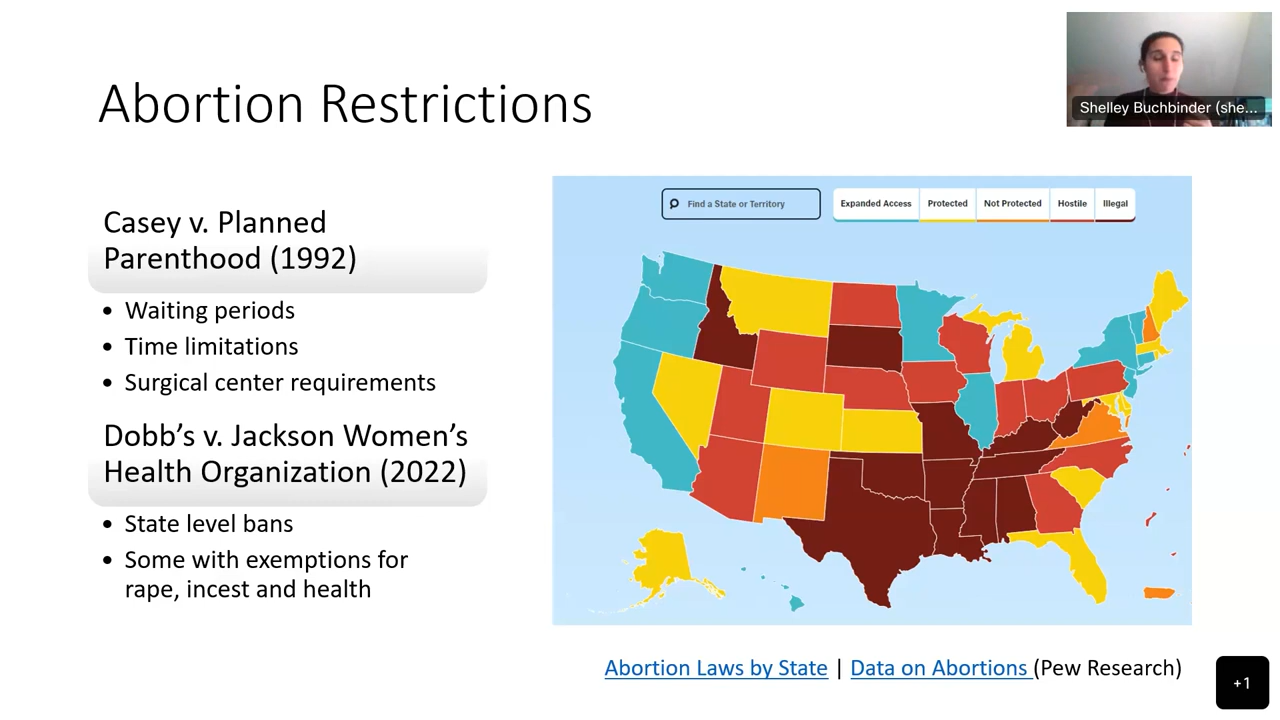 Abortion Restrictions
Shelley Buchbinder (she...
Casey v. Planned
Parenthood (1992)
• Waiting periods
• Time limitations
• Surgical center requirements
Dobb's v. Jackson Women's
Health Organization (2022)
• State level bans
• Some with exemptions for
rape, incest and health
Find a State or Territory
Expanded Access Protected Not Protected Hostile Illegal
Abortion Laws by State | Data on Abortions (Pew Research)
+1